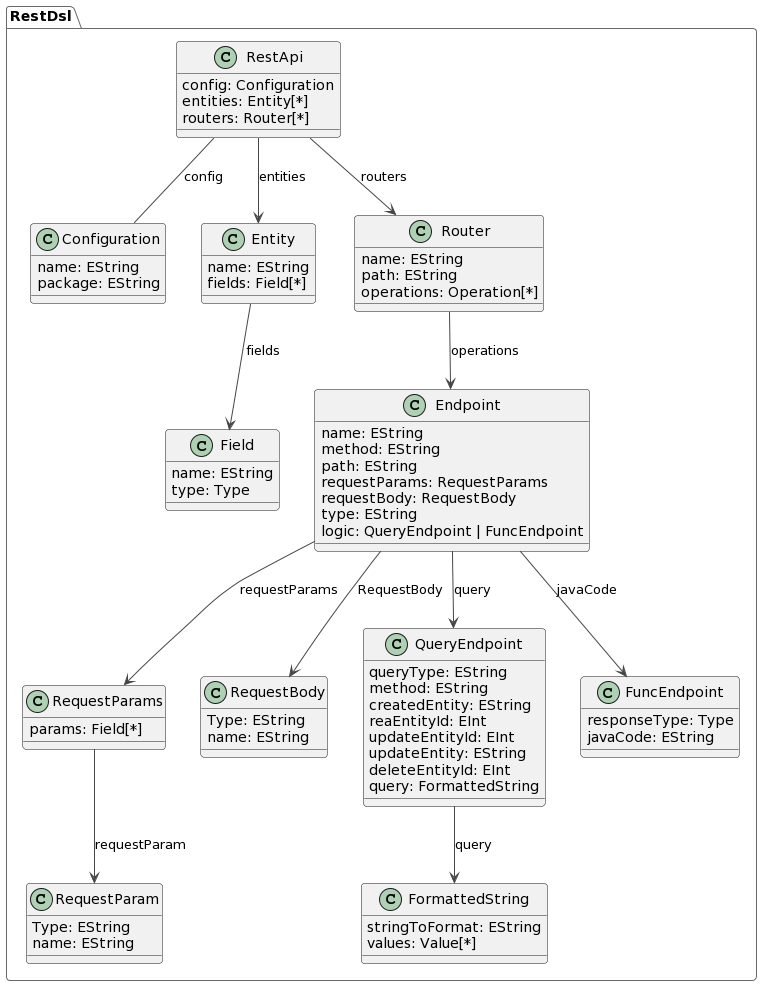 RestDsl
C RestApi
config: Configuration
entities: Entity[*]
routers: Router[*]
config
entities
routers
C Configuration
name: EString
package: EString
C Entity
name: EString
fields: Field[*]
C Router
name: EString
path: EString
operations: Operation[*]
fields
operations
C Field
name: EString
type: Type
C Endpoint
name: EString
method: EString
path: EString
requestParams: RequestParams
requestBody: RequestBody
type: EString
logic: QueryEndpoint | FuncEndpoint
requestParams
RequestBody
query
javaCode
C RequestParams
params: Field[*]
C RequestBody
Type: EString
name: EString
C QueryEndpoint
queryType: EString
method: EString
createdEntity: EString
reaEntityId: EInt
updateEntityId: EInt
updateEntity: EString
deleteEntityId: EInt
query: FormattedString
C FuncEndpoint
responseType: Type
javaCode: EString
requestParam
query
C RequestParam
Type: EString
name: EString
C FormattedString
stringToFormat: EString
values: Value[*]